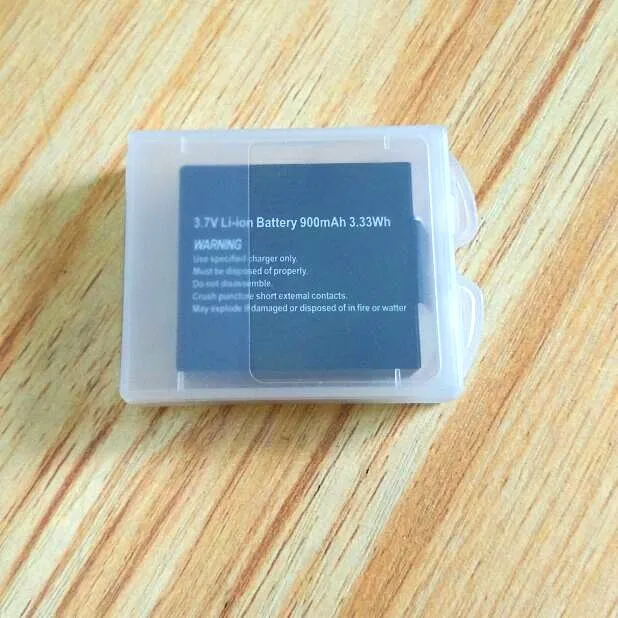 3.7V Li-ion Battery 900mAh 3.33Wh
WARNING
Use specified charger only.
Must be disposed of properly.
Do not disassemble.
Crush puncture short external contacts.
May explode if damaged or disposed of in fire or watter